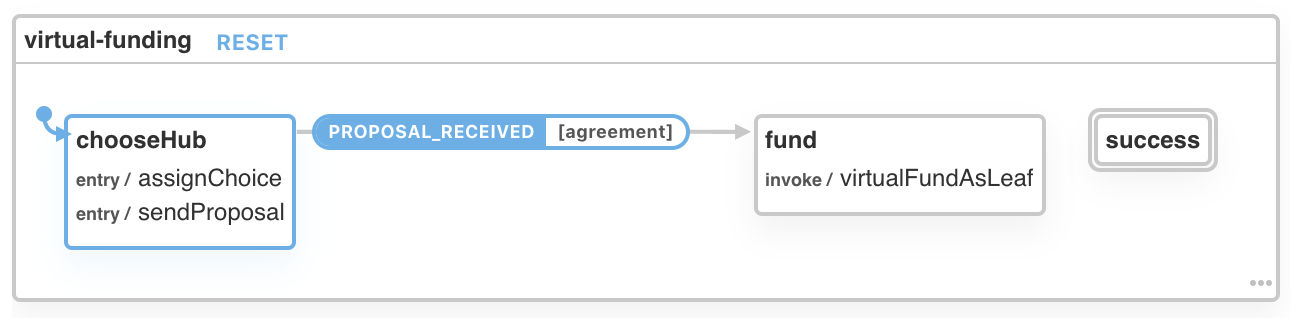 virtual-funding RESET
chooseHub
entry / assignChoice
entry / sendProposal
PROPOSAL_RECEIVED [agreement]
fund
invoke / virtualFundAsLeaf
success